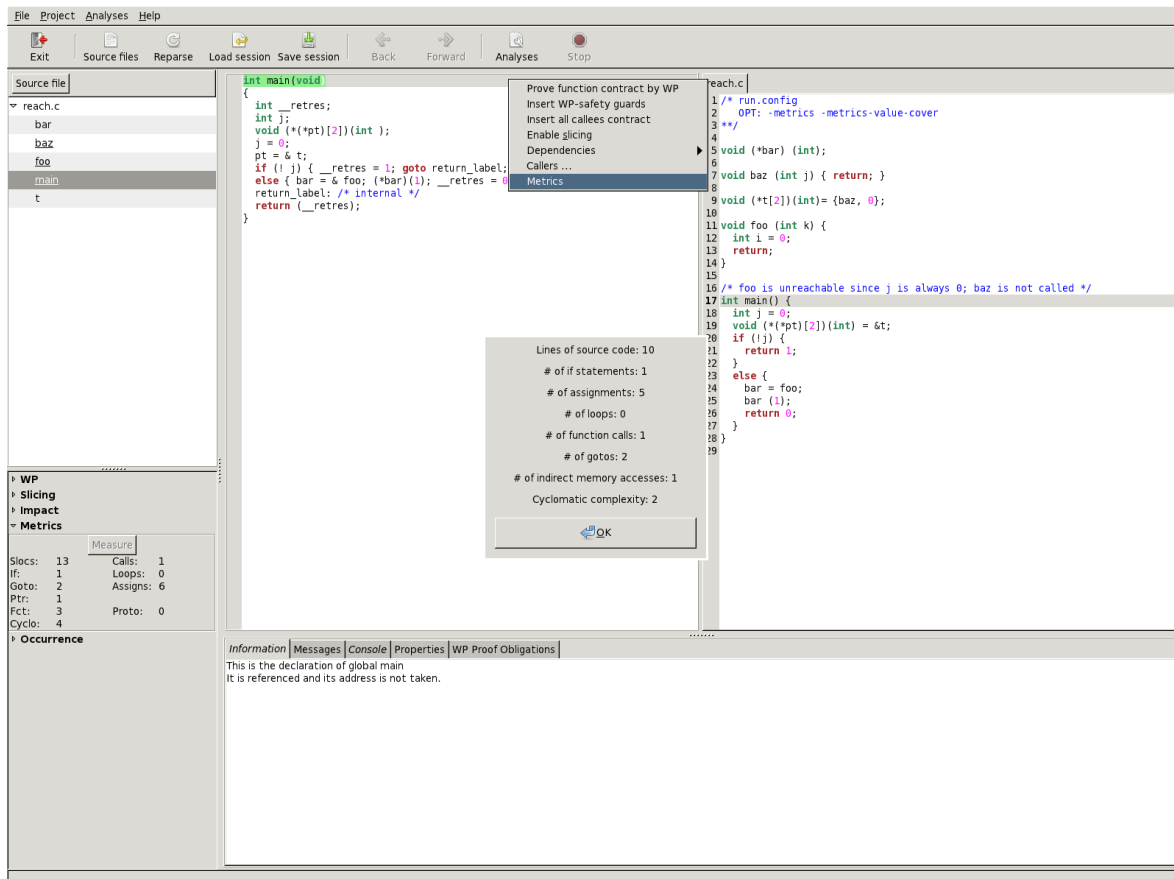 File Project Analyses Help
Exit Source files Reparse Load session Save session Back Forward Analyses Stop
Source file
reach.c
bar
baz
foo
main
t
WP
Slicing
Impact
Metrics
Measure
Slocs: 13 Calls: 1
If: 1 Loops: 0
Goto: 2 Assigns: 6
Ptr: 1
Fct: 3 Proto: 0
Cyclo: 4
Occurrence
int main(void)
{
int __retres;
int j;
void (*(*pt)[2])(int );
j = 0;
pt = & t;
if (! j) { __retres = 1; goto return_label;
else { bar = & foo; (*bar)(1); __retres = 0
return_label: /* internal */
return (__retres);
}
Prove function contract by WP
Insert WP-safety guards
Insert all callees contract
Enable slicing
Dependencies
Callers ...
Metrics
Lines of source code: 10
# of if statements: 1
# of assignments: 5
# of loops: 0
# of function calls: 1
# of gotos: 2
# of indirect memory accesses: 1
Cyclomatic complexity: 2
OK
reach.c
1 /* run.config
2 OPT: -metrics -metrics-value-cover
3 **/
4
5 void (*bar) (int);
6
7 void baz (int j) { return; }
8
9 void (*t[2])(int)= {baz, 0};
10
11 void foo (int k) {
12 int i = 0;
13 return;
14 }
15
16 /* foo is unreachable since j is always 0; baz is not called */
17 int main() {
18 int j = 0;
19 void (*(*pt)[2])(int) = &t;
20 if (!j) {
21 return 1;
22 }
23 else {
24 bar = foo;
25 bar (1);
26 return 0;
27 }
28 }
29
Information Messages Console Properties WP Proof Obligations
This is the declaration of global main
It is referenced and its address is not taken.